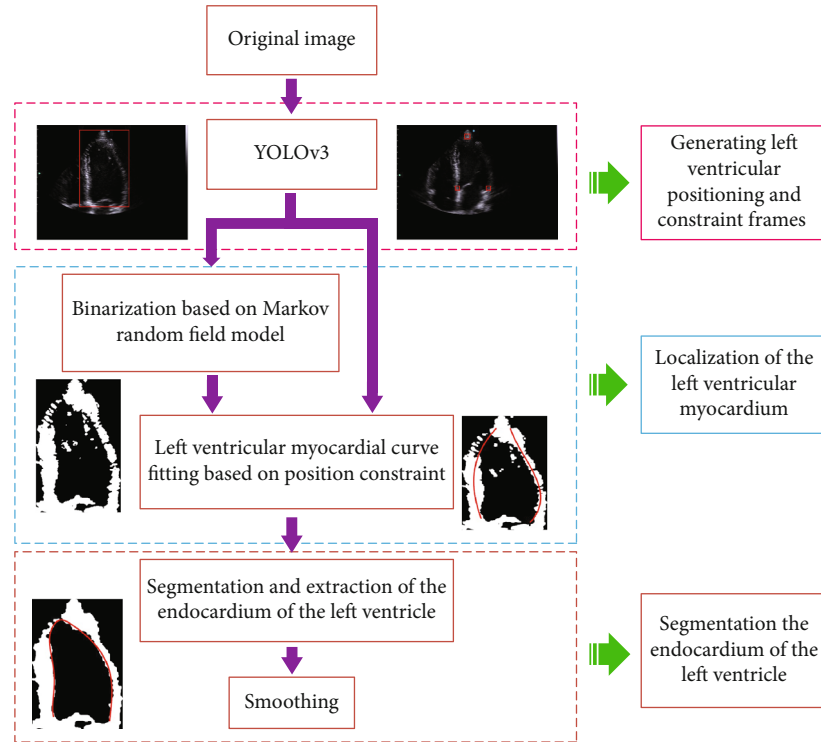 Original image
YOLOv3
Generating left
ventricular
positioning and
constraint frames
Binarization based on Markov
random field model
Left ventricular myocardial curve
fitting based on position constraint
Localization of the
left ventricular
myocardium
Segmentation and extraction of the
endocardium of the left ventricle
Smoothing
Segmentation the
endocardium of the
left ventricle